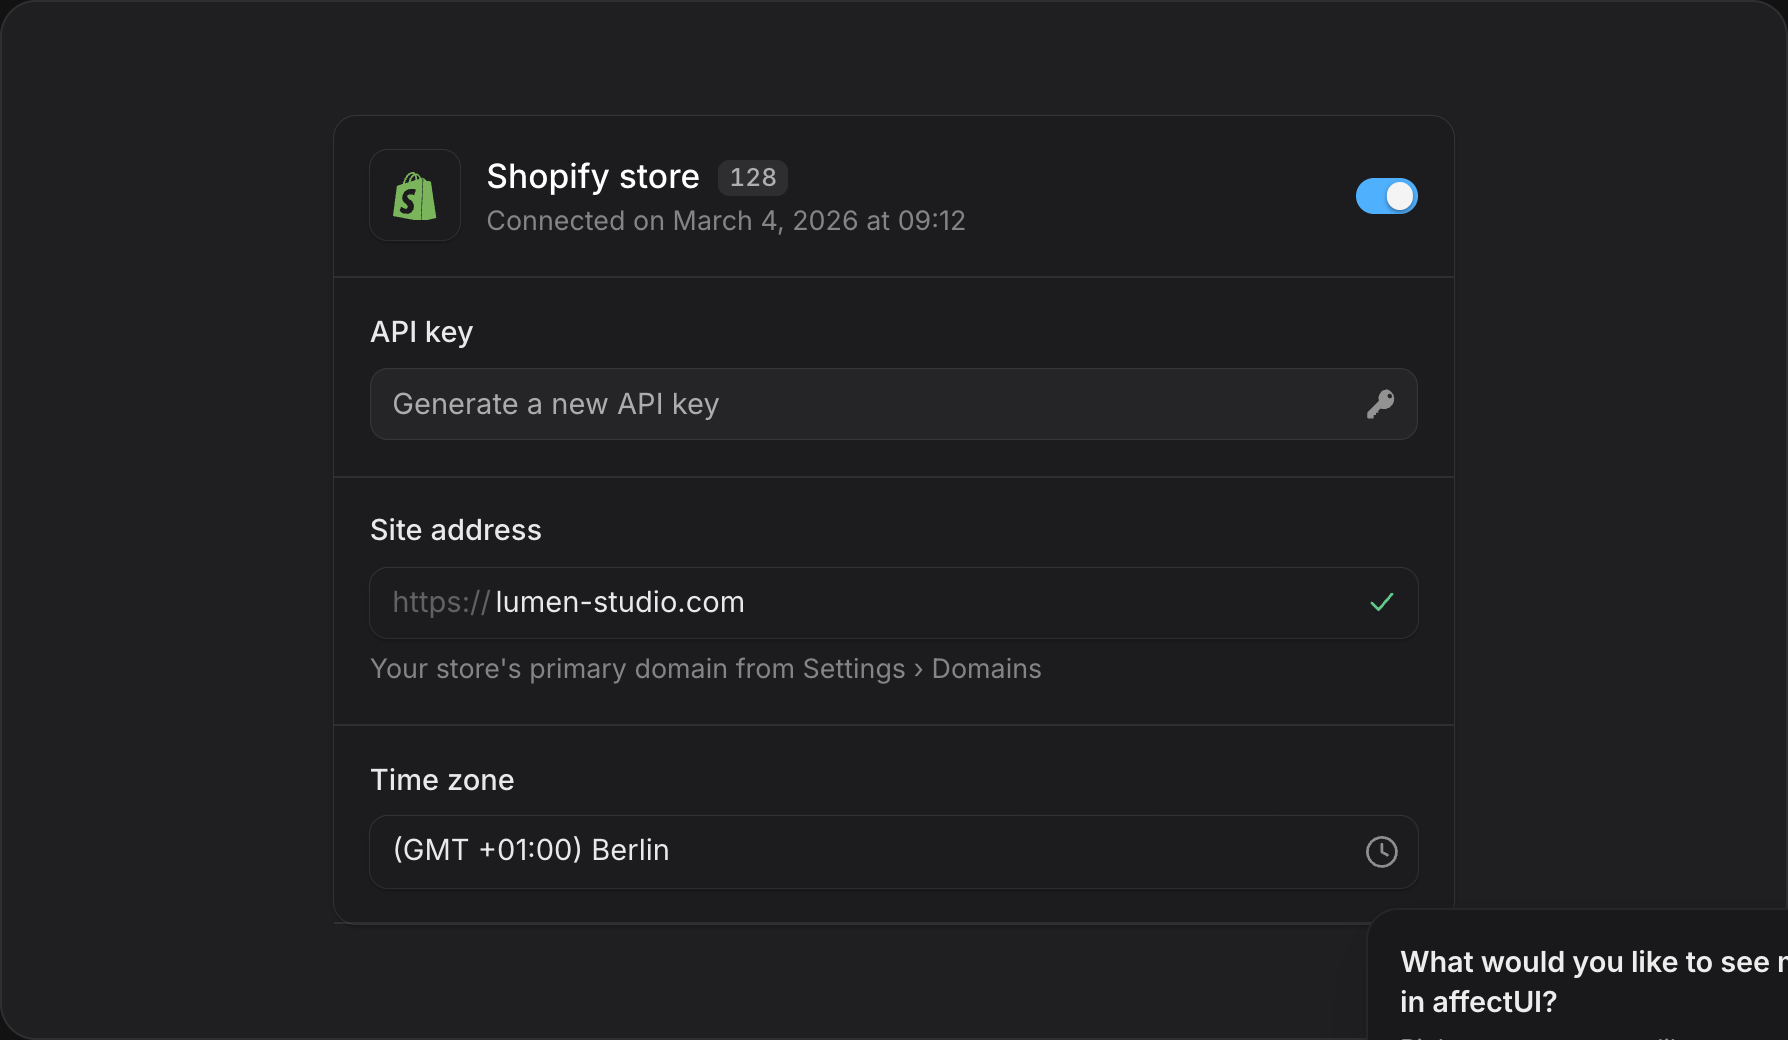 Shopify store 128
Connected on March 4, 2026 at 09:12
API key
Generate a new API key
Site address
https://lumen-studio.com
Your store's primary domain from Settings › Domains
Time zone
(GMT +01:00) Berlin
What would you like to see
in affectUI?